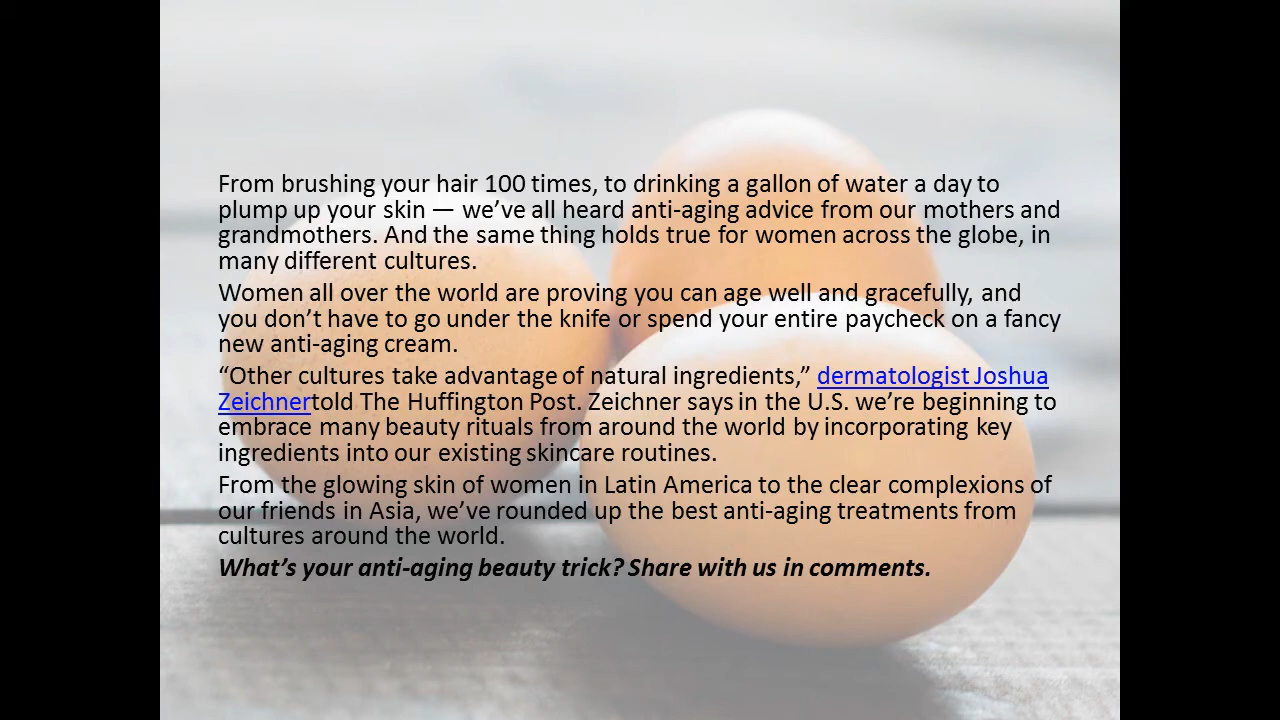 From brushing your hair 100 times, to drinking a gallon of water a day to
plump up your skin — we’ve all heard anti-aging advice from our mothers and
grandmothers. And the same thing holds true for women across the globe, in
many different cultures.
Women all over the world are proving you can age well and gracefully, and
you don’t have to go under the knife or spend your entire paycheck on a fancy
new anti-aging cream.
“Other cultures take advantage of natural ingredients,” dermatologist Joshua
Zeichnertold The Huffington Post. Zeichner says in the U.S. we’re beginning to
embrace many beauty rituals from around the world by incorporating key
ingredients into our existing skincare routines.
From the glowing skin of women in Latin America to the clear complexions of
our friends in Asia, we’ve rounded up the best anti-aging treatments from
cultures around the world.
What’s your anti-aging beauty trick? Share with us in comments.